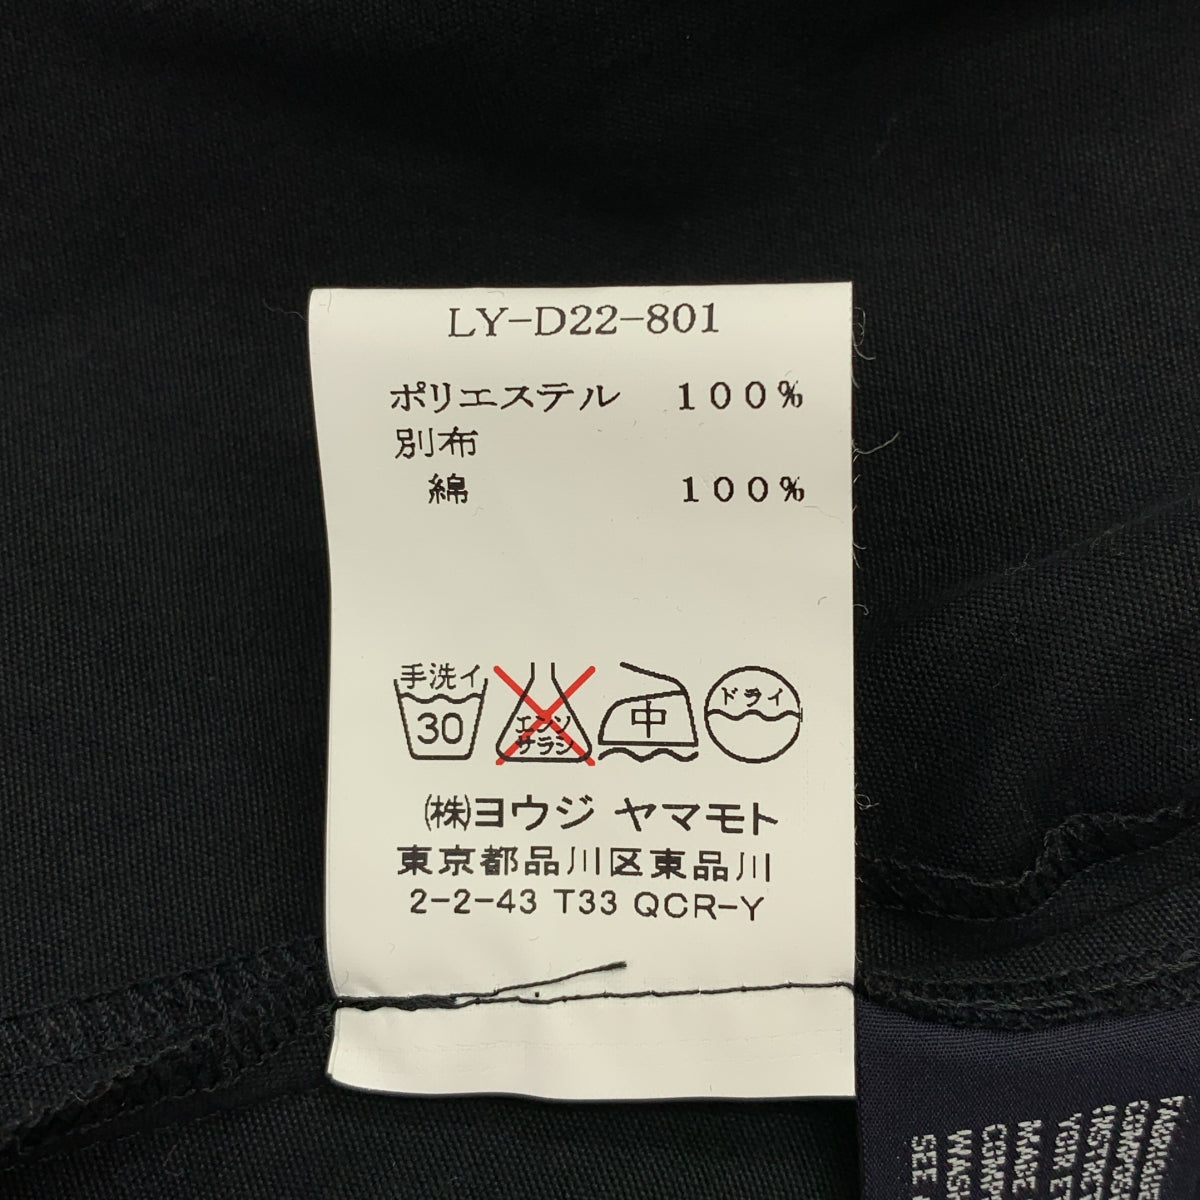 LY-D22-801
ポリエステル 100%
別布
綿 100%
手洗イ 30
エンソサラシ
中
ドライ
㈱ヨウジ ヤマモト
東京都品川区東品川
2-2-43 T33 QCR-Y